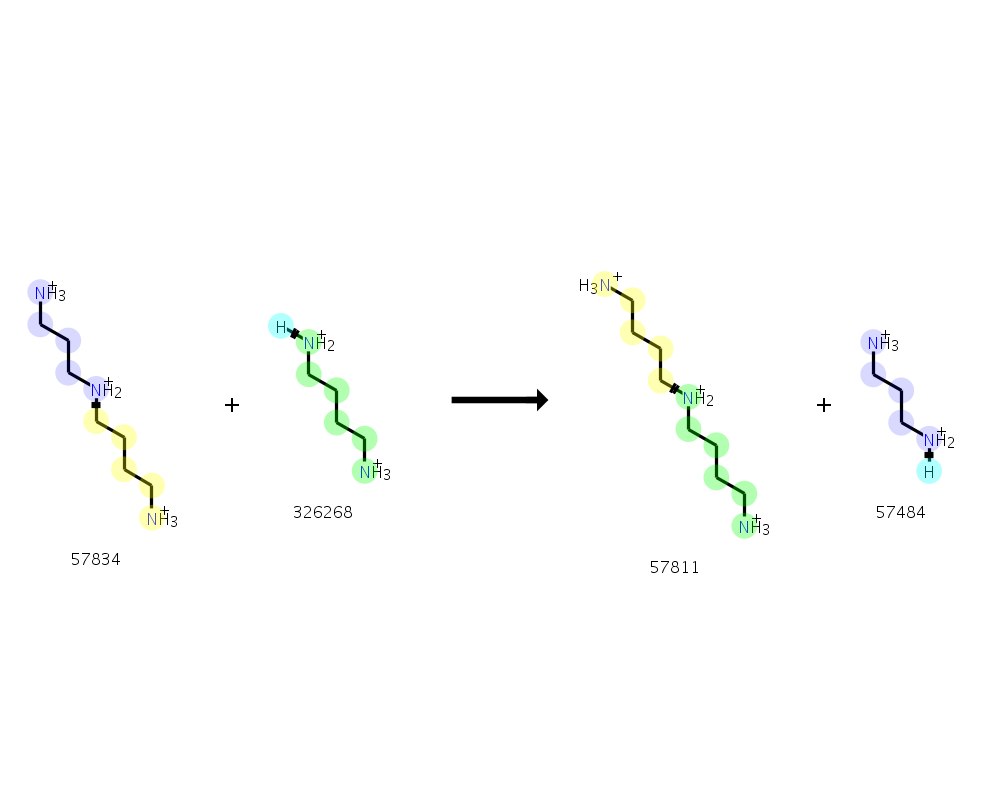 NH3+
NH2+
NH3+
57834
+
H
NH2+
NH3+
326268
H3N+
NH2+
NH3+
57811
+
NH3+
NH2+
H
57484